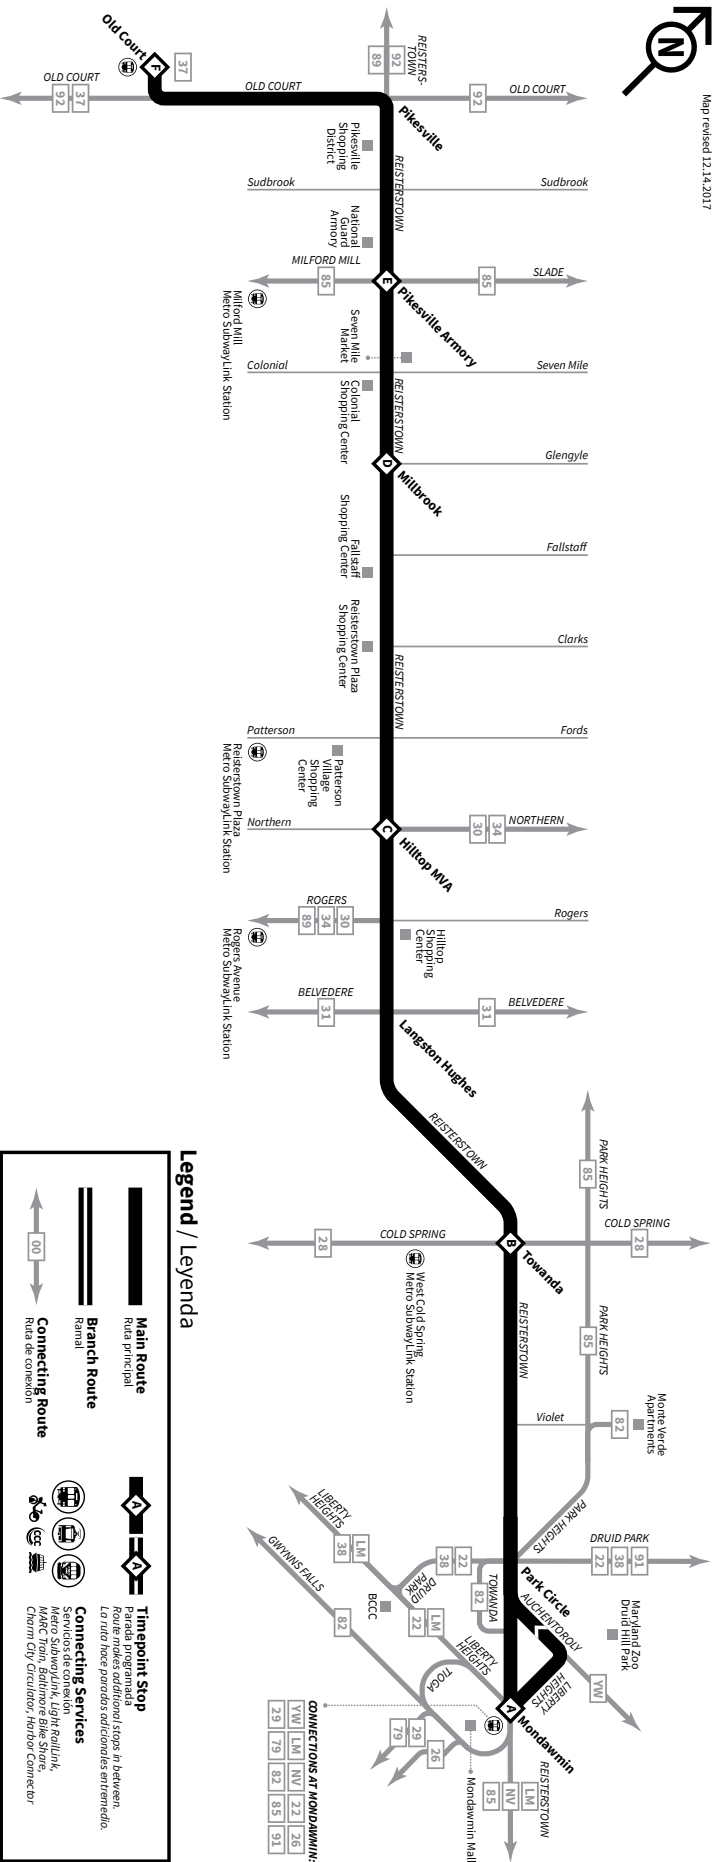 Map revised 12.14.2017
N
Old Court
F
37
OLD COURT
92
37
OLD COURT
REISTERS-
TOWN
89
92
92
OLD COURT
Pikesville
Pikesville
Shopping
District
REISTERSTOWN
Sudbrook
Sudbrook
National
Guard
Armory
MILFORD MILL
85
E
85
SLADE
Pikesville Armory
Milford Mill
Metro SubwayLink Station
Seven Mile
Market
Colonial
Seven Mile
Colonial
Shopping Center
REISTERSTOWN
Glengyle
D
Millbrook
Fallstaff
Shopping Center
Fallstaff
Reisterstown Plaza
Shopping Center
Clarks
REISTERSTOWN
Patterson
Fords
Reisterstown Plaza
Metro SubwayLink Station
Patterson
Village
Shopping
Center
Northern
C
30
34
NORTHERN
Hilltop MVA
ROGERS
89
34
30
Rogers
Rogers Avenue
Metro SubwayLink Station
Hilltop
Shopping
Center
BELVEDERE
31
31
BELVEDERE
Langston Hughes
REISTERSTOWN
PARK HEIGHTS
85
COLD SPRING
28
COLD SPRING
28
B
Towanda
West Cold Spring
Metro SubwayLink Station
REISTERSTOWN
PARK HEIGHTS
85
Violet
82
Monte Verde
Apartments
PARK HEIGHTS
DRUID PARK
22
38
91
LIBERTY
HEIGHTS
38
LM
GWYNNS FALLS
82
38
22
DRUID
PARK
BCCC
22
LM
82
TOWANDA
Park Circle
AUCHENTOROLY
Maryland Zoo
Druid Hill Park
YW
LIBERTY
HEIGHTS
LIBERTY
HEIGHTS
TIOGA
A
Mondawmin
79
29
26
Mondawmin Mall
85
NV
LM
REISTERSTOWN
CONNECTIONS AT MONDAWMIN:
YW
LM
NV
22
26
29
79
82
85
91
Legend / Leyenda
Main Route
Ruta principal
Branch Route
Ramal
00
Connecting Route
Ruta de conexión
A
A
Timepoint Stop
Parada programada
Route makes additional stops in between.
La ruta hace paradas adicionales entremedio.
CCC
Connecting Services
Servicios de conexión
Metro SubwayLink, Light RailLink,
MARC Train, Baltimore Bike Share,
Charm City Circulator, Harbor Connector